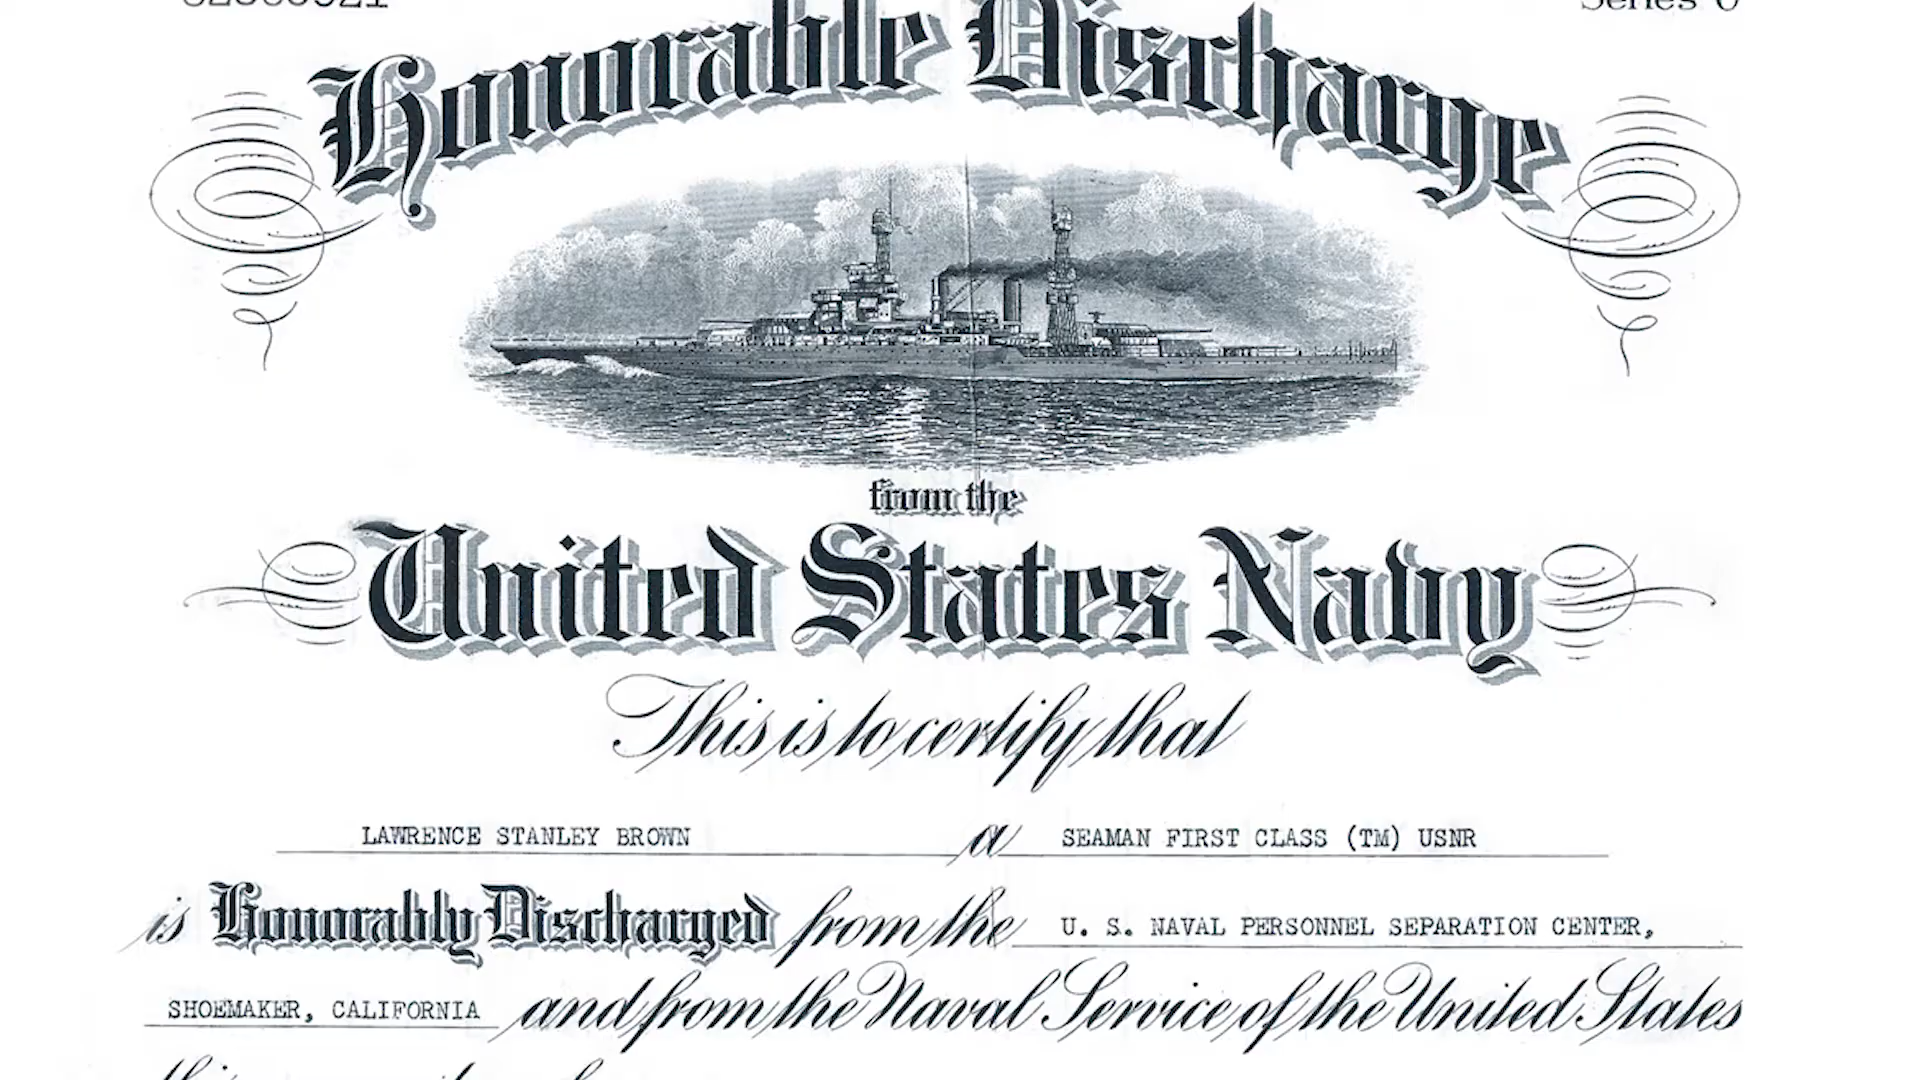 Series
Honorable Discharge
from the
United States Navy
This is to certify that
LAWRENCE STANLEY BROWN a SEAMAN FIRST CLASS (TM) USNR
is Honorably Discharged from the U. S. NAVAL PERSONNEL SEPARATION CENTER,
SHOEMAKER, CALIFORNIA and from the Naval Service of the United States